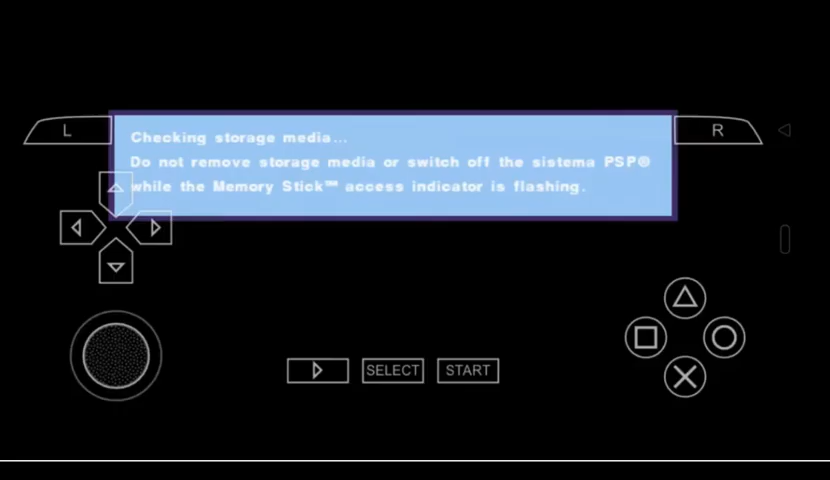 L
R
Checking storage media...
Do not remove storage media or switch off the sistema PSP®
while the Memory Stick™ access indicator is flashing.
SELECT
START